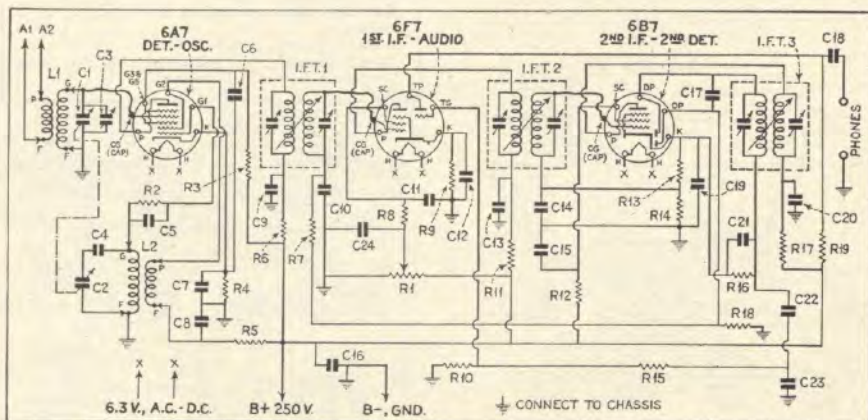 6A7
DET.-OSC.
6F7
1ST. I.F. - AUDIO
6B7
2ND I.F. - 2ND DET.
C18
A1 A2
L1
C1
C3
C6
I.F.T.1
I.F.T.2
I.F.T.3
P
G
F
F
G3 & G5
G2
G1
P
K
H H
X X
CG (CAP)
SC
TP
TG
P
K
H H
X X
CG (CAP)
SC
DP
DP
P
K
H H
X X
CG (CAP)
C17
PHONES
R2
C5
C4
L2
G
P
F
F
C2
R3
C9
R6
C7
C8
R4
R5
C10
R7
C24
R8
C11
R9
C12
R1
C13
R11
C14
C15
R12
R13
R14
C19
C21
R16
R18
R17
C20
R19
C22
C23
C16
R10
R15
X X
6.3 V., A.C.- D.C.
B+ 250 V.
B-, GND.
CONNECT TO CHASSIS